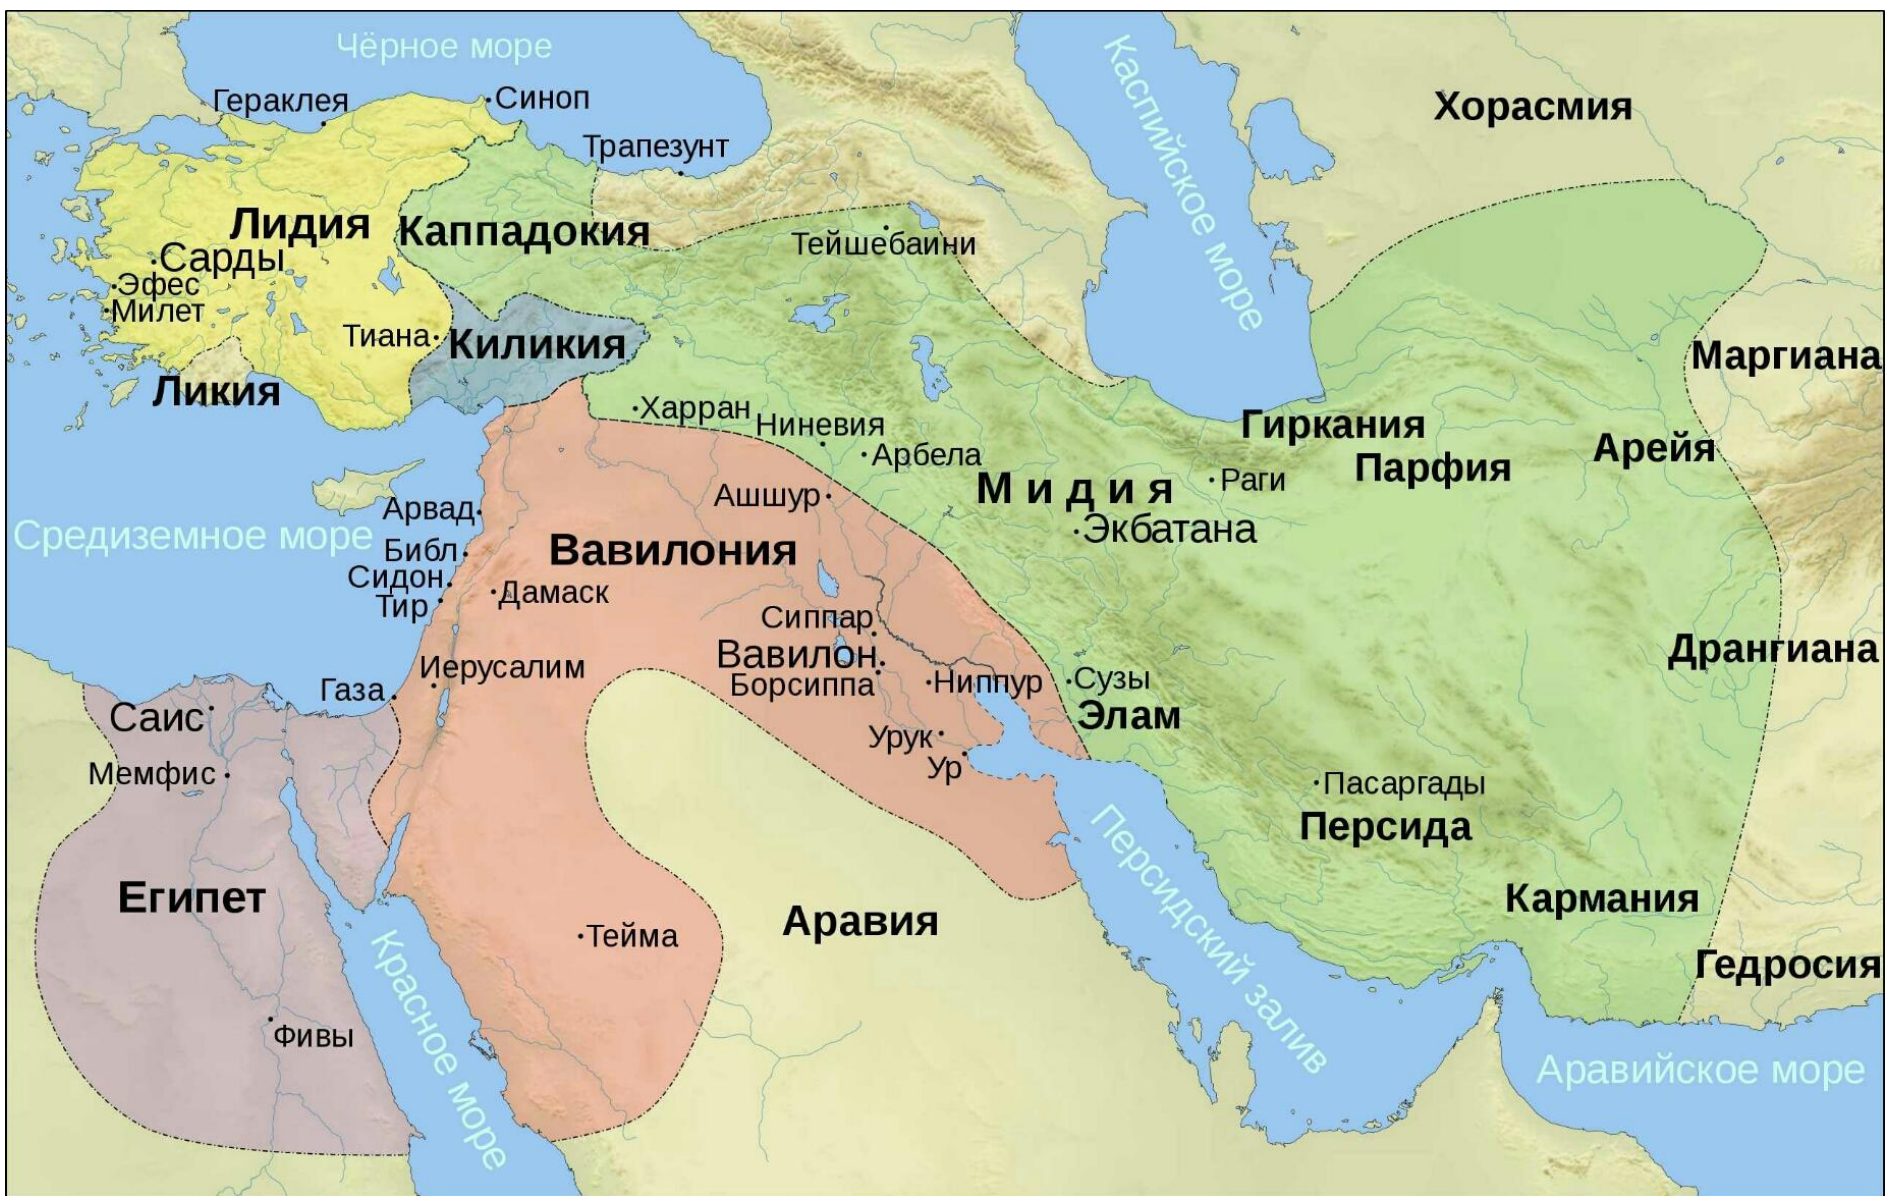 Чёрное море
Каспийское море
Хорасмия
Гераклея
Синоп
Трапезунт
Лидия
Каппадокия
Тейшебаини
Сарды
Эфес
Милет
Тиана
Киликия
Ликия
Маргиана
Харран
Ниневия
Арбела
Гиркания
Парфия
Арейя
Мидия
Раги
Экбатана
Ашшур
Арвад
Средиземное море
Библ
Вавилония
Сидон
Тир
Дамаск
Сиппар
Вавилон
Борсиппа
Ниппур
Сузы
Элам
Дрангиана
Иерусалим
Газа
Саис
Урук
Ур
Мемфис
Пасаргады
Персида
Персидский залив
Египет
Аравия
Кармания
Тейма
Гедросия
Красное море
Фивы
Аравийское море